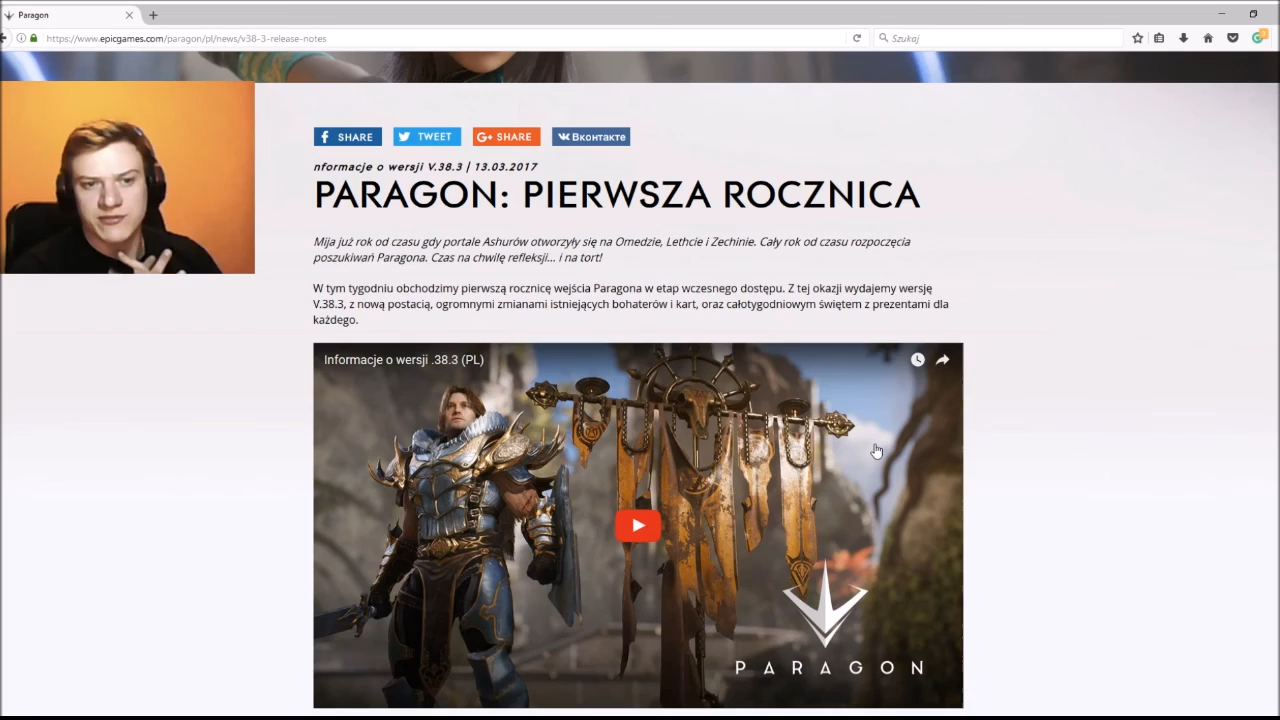 Paragon
https://www.epicgames.com/paragon/pl/news/v38-3-release-notes
Szukaj
SHARE
TWEET
G+ SHARE
Вконтакте
nformacje o wersji V.38.3 | 13.03.2017
PARAGON: PIERWSZA ROCZNICA
Mija już rok od czasu gdy portale Ashurów otworzyły się na Omedzie, Lethcie i Zechinie. Cały rok od czasu rozpoczęcia
poszukiwań Paragona. Czas na chwilę refleksji... i na tort!
W tym tygodniu obchodzimy pierwszą rocznicę wejścia Paragona w etap wczesnego dostępu. Z tej okazji wydajemy wersję
V.38.3, z nową postacią, ogromnymi zmianami istniejących bohaterów i kart, oraz całotygodniowym świętem z prezentami dla
każdego.
Informacje o wersji .38.3 (PL)
PARAGON